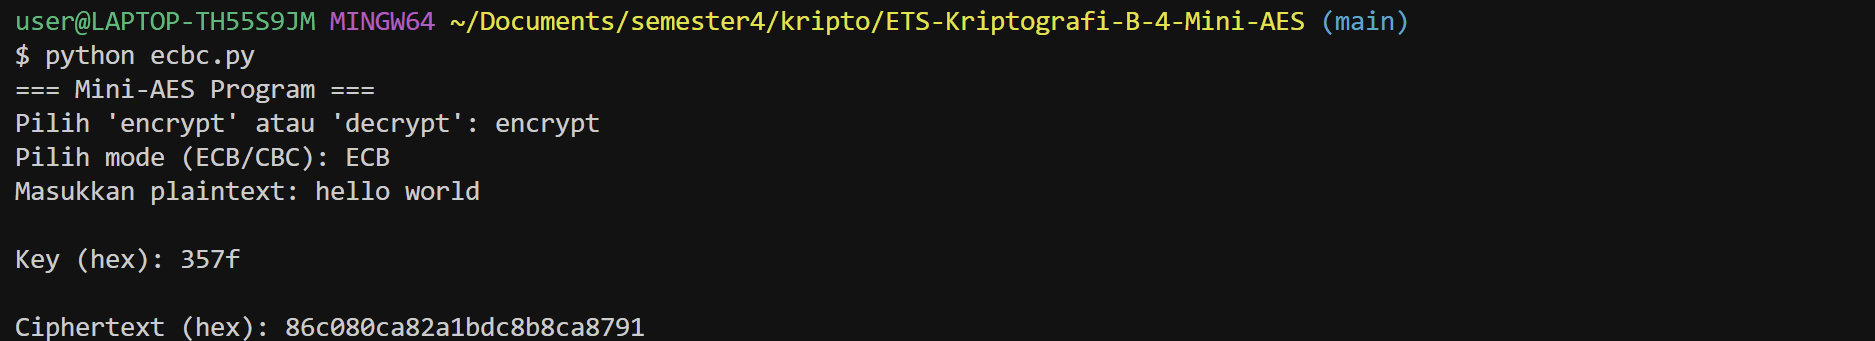 user@LAPTOP-TH55S9JM MINGW64 ~/Documents/semester4/kripto/ETS-Kriptografi-B-4-Mini-AES (main)
$ python ecbc.py
=== Mini-AES Program ===
Pilih 'encrypt' atau 'decrypt': encrypt
Pilih mode (ECB/CBC): ECB
Masukkan plaintext: hello world
Key (hex): 357f
Ciphertext (hex): 86c080ca82a1bdc8b8ca8791